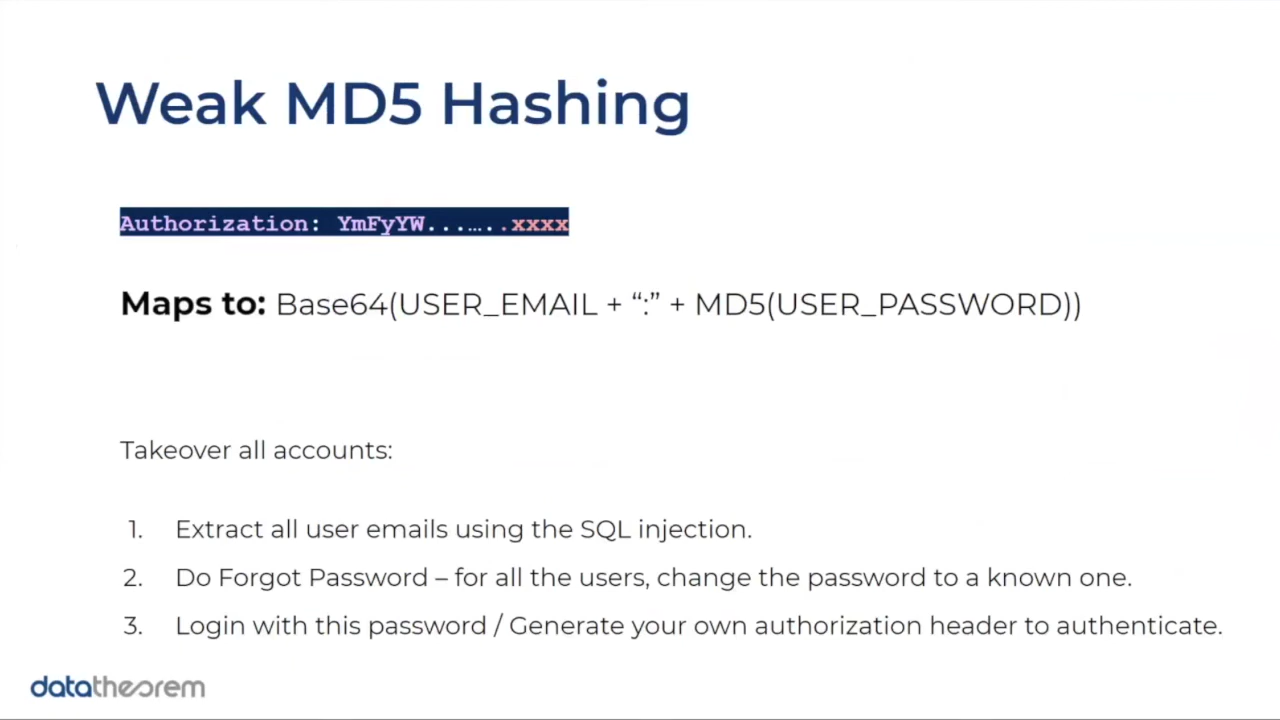 Weak MD5 Hashing
Authorization: YmFyYW...…..xxxx
Maps to: Base64(USER_EMAIL + “:” + MD5(USER_PASSWORD))
Takeover all accounts:
1. Extract all user emails using the SQL injection.
2. Do Forgot Password – for all the users, change the password to a known one.
3. Login with this password / Generate your own authorization header to authenticate.
datatheorem